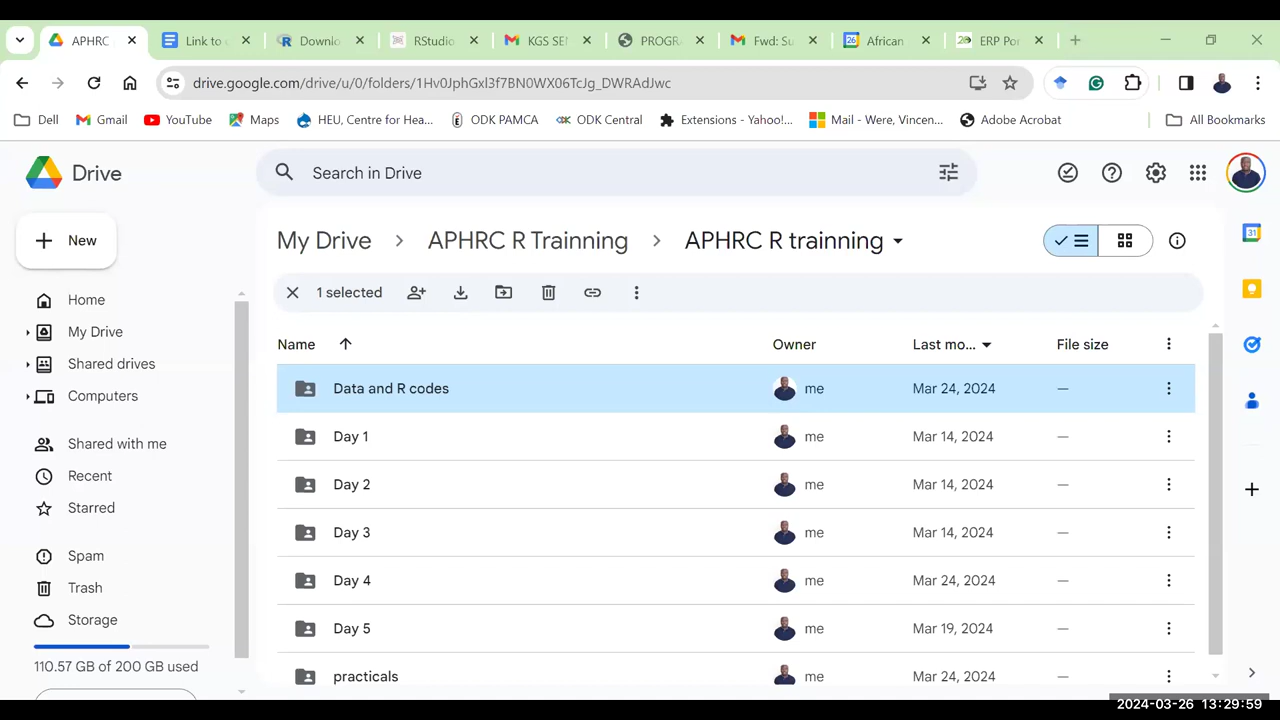 APHRC
Link to
Downlo
RStudio
KGS SEN
PROGR
Fwd: Su
African
ERP Por
drive.google.com/drive/u/0/folders/1Hv0JphGxl3f7BN0WX06TcJg_DWRAdJwc
Dell
Gmail
YouTube
Maps
HEU, Centre for Hea...
ODK PAMCA
ODK Central
Extensions - Yahoo!...
Mail - Were, Vincen...
Adobe Acrobat
All Bookmarks
Drive
Search in Drive
New
My Drive > APHRC R Trainning > APHRC R trainning
1 selected
Home
My Drive
Shared drives
Computers
Shared with me
Recent
Starred
Spam
Trash
Storage
110.57 GB of 200 GB used
Name Owner Last mo... File size
Data and R codes me Mar 24, 2024 —
Day 1 me Mar 14, 2024 —
Day 2 me Mar 14, 2024 —
Day 3 me Mar 14, 2024 —
Day 4 me Mar 24, 2024 —
Day 5 me Mar 19, 2024 —
practicals me Mar 24, 2024 —
31
2024-03-26 13:29:59